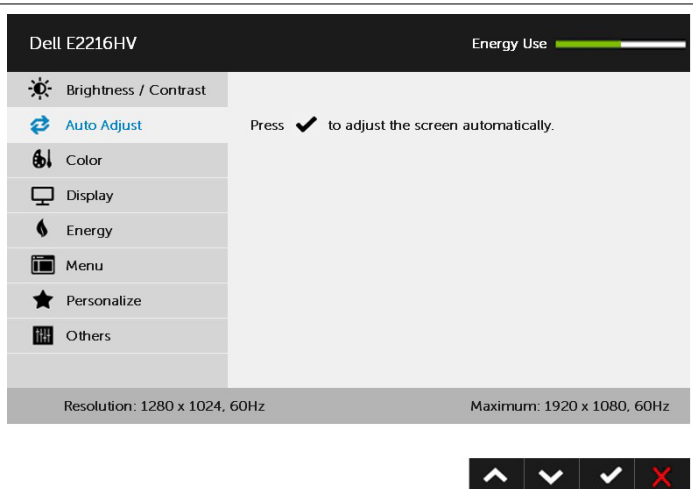 Dell E2216HV
Energy Use
Brightness / Contrast
Auto Adjust
Press ✔ to adjust the screen automatically.
Color
Display
Energy
Menu
Personalize
Others
Resolution: 1280 x 1024, 60Hz
Maximum: 1920 x 1080, 60Hz